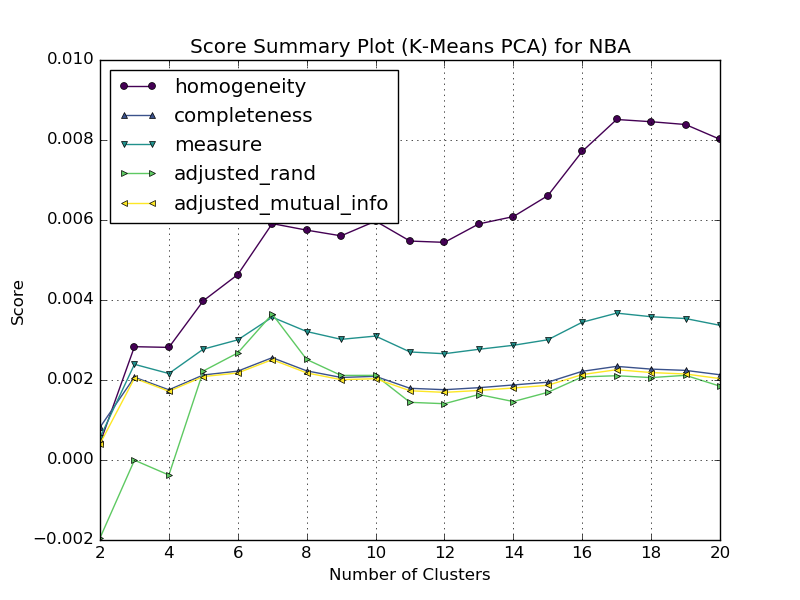 Score Summary Plot (K-Means PCA) for NBA
0.010
0.008
0.006
0.004
0.002
0.000
−0.002
Score
homogeneity
completeness
measure
adjusted_rand
adjusted_mutual_info
2 4 6 8 10 12 14 16 18 20
Number of Clusters